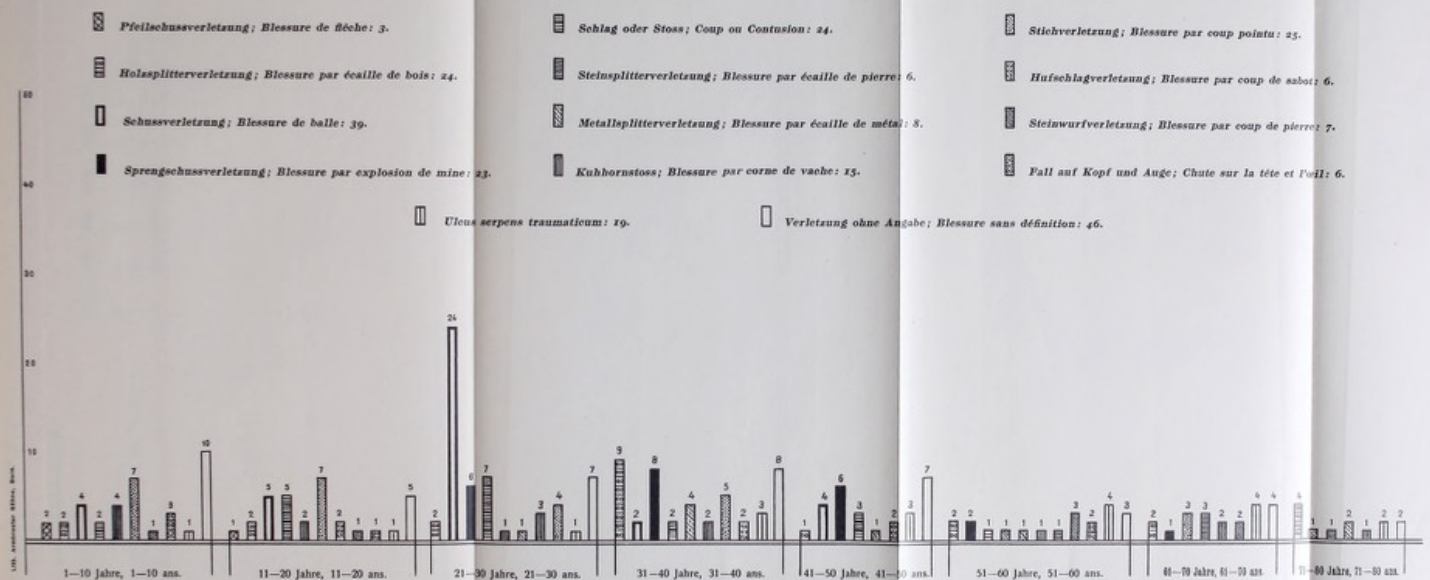 Pfeilschussverletzung; Blessure de flèche: 3.
Schlag oder Stoss; Coup ou Contusion: 24.
Stichverletzung; Blessure par coup pointu: 25.
Holzsplitterverletzung; Blessure par écaille de bois: 24.
Steinsplitterverletzung; Blessure par écaille de pierre: 6.
Hufschlagverletzung; Blessure par coup de sabot: 6.
Schussverletzung; Blessure de balle: 39.
Metallsplitterverletzung; Blessure par écaille de métal: 8.
Steinwurfverletzung; Blessure par coup de pierre: 7.
Sprengschussverletzung; Blessure par explosion de mine: 23.
Kuhhornstoss; Blessure par corne de vache: 15.
Fall auf Kopf und Auge; Chute sur la tête et l'œil: 6.
Ulcus serpens traumaticum: 19.
Verletzung ohne Angabe; Blessure sans définition: 46.
50
40
30
20
10
2 2 4 2 4 7 1 3 1 10
1 2 5 5 2 7 2 1 1 1 5
2 24 6 7 1 1 3 4 1 7
9 2 8 2 4 2 5 2 3 8
1 4 6 3 1 2 3 7
2 2 1 1 1 1 1 3 2 4 3
2 1 3 3 2 2 4 4
4 1 1 2 1 2 2
1—10 Jahre, 1—10 ans.
11—20 Jahre, 11—20 ans.
21—30 Jahre, 21—30 ans.
31—40 Jahre, 31—40 ans.
41—50 Jahre, 41—50 ans.
51—60 Jahre, 51—60 ans.
61—70 Jahre, 61—70 ans.
71—80 Jahre, 71—80 ans.